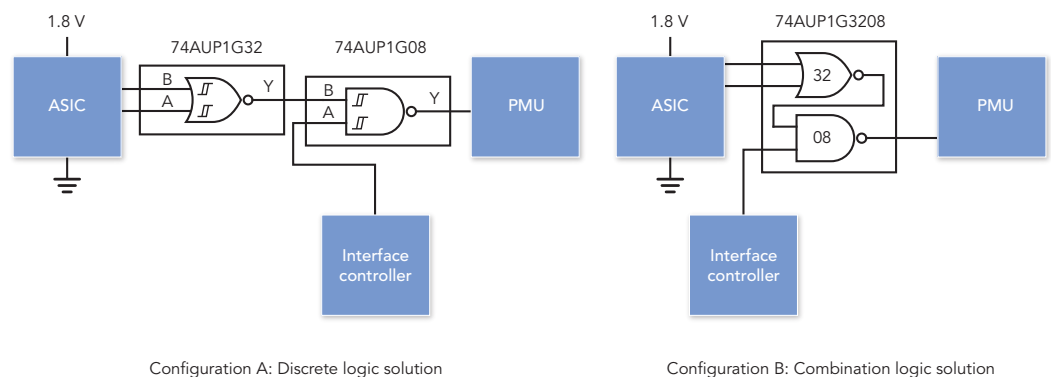 1.8 V
74AUP1G32
74AUP1G08
ASIC
B
A
Y
B
A
Y
PMU
Interface
controller
Configuration A: Discrete logic solution
1.8 V
74AUP1G3208
ASIC
32
08
PMU
Interface
controller
Configuration B: Combination logic solution